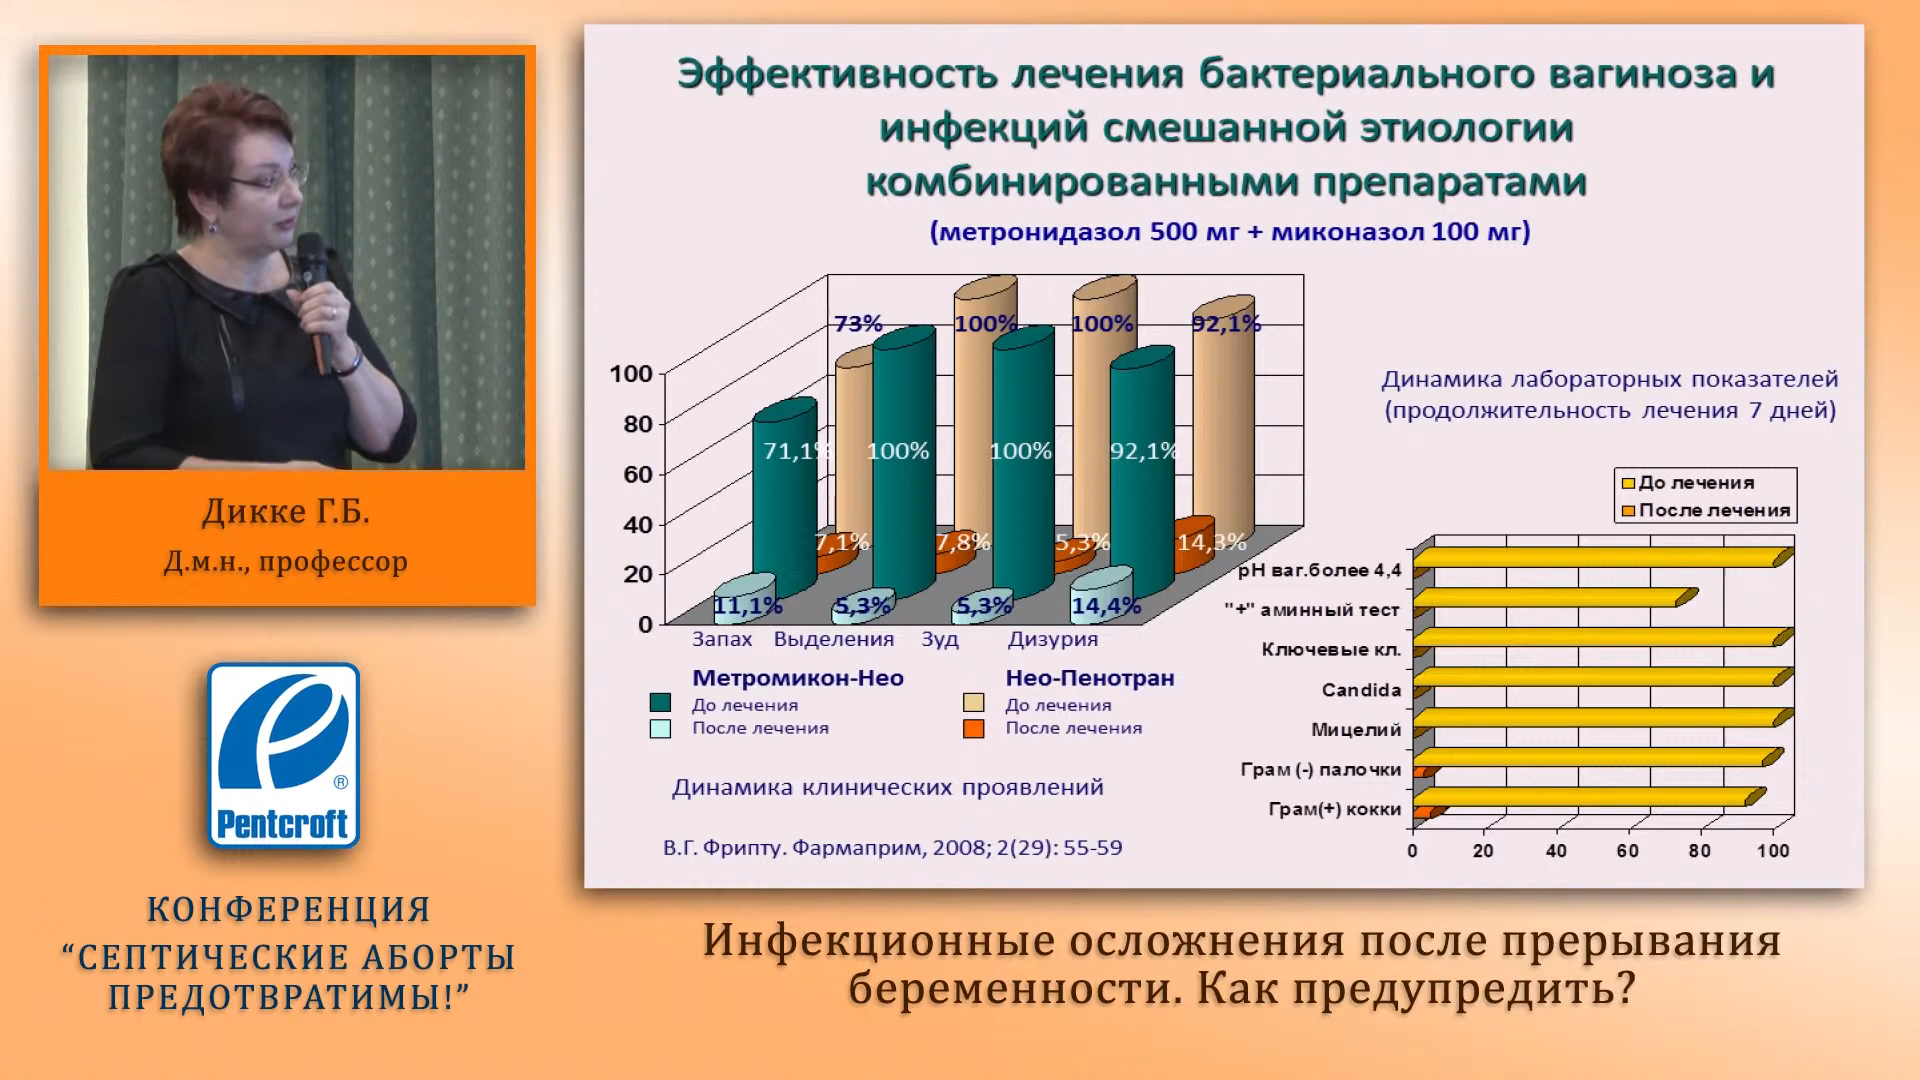 Дикке Г.Б.
Д.м.н., профессор
®
Pentcroft
КОНФЕРЕНЦИЯ
“СЕПТИЧЕСКИЕ АБОРТЫ
ПРЕДОТВРАТИМЫ!”
Эффективность лечения бактериального вагиноза и
инфекций смешанной этиологии
комбинированными препаратами
(метронидазол 500 мг + миконазол 100 мг)
73% 100% 100% 92,1%
71,1% 100% 100% 92,1%
7,1% 7,8% 5,3% 14,3%
11,1% 5,3% 5,3% 14,4%
100
80
60
40
20
0
Запах Выделения Зуд Дизурия
Метромикон-Нео
До лечения
После лечения
Нео-Пенотран
До лечения
После лечения
Динамика клинических проявлений
В.Г. Фрипту. Фармаприм, 2008; 2(29): 55-59
Динамика лабораторных показателей
(продолжительность лечения 7 дней)
До лечения
После лечения
pH ваг.более 4,4
"+" аминный тест
Ключевые кл.
Candida
Мицелий
Грам (-) палочки
Грам(+) кокки
0 20 40 60 80 100
Инфекционные осложнения после прерывания
беременности. Как предупредить?